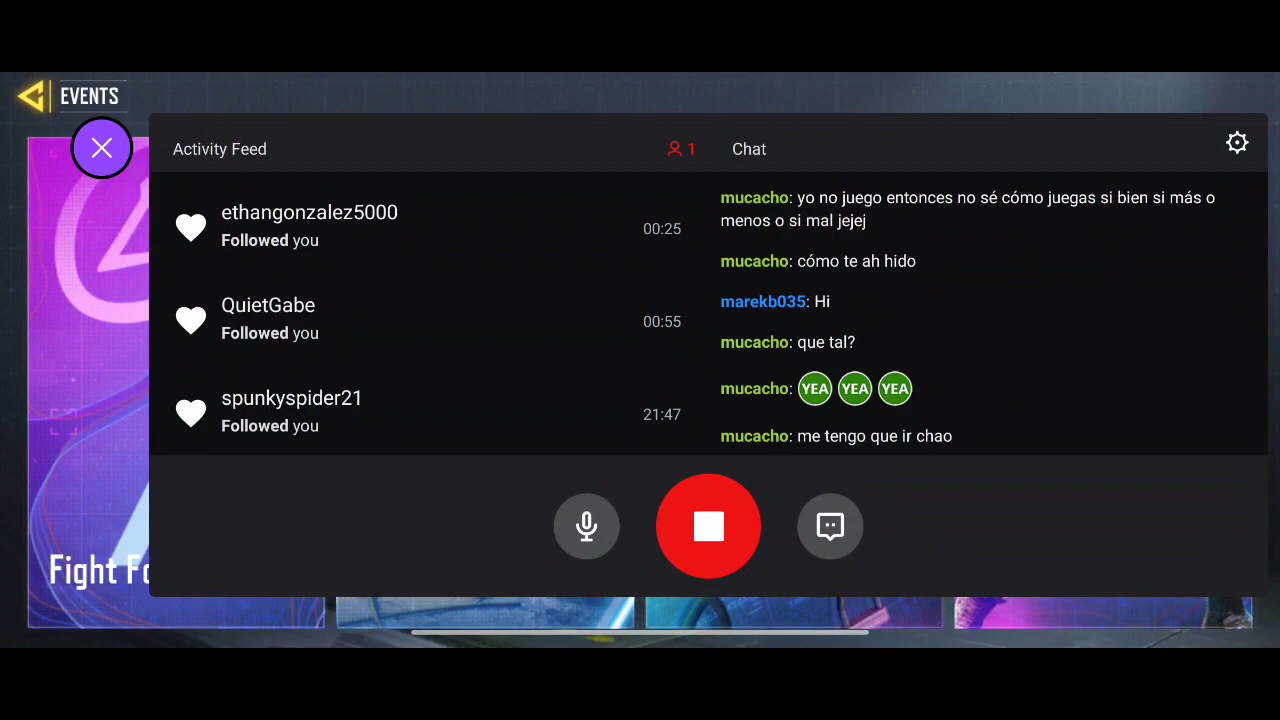 EVENTS
Activity Feed
1
Chat
ethangonzalez5000
Followed you
00:25
QuietGabe
Followed you
00:55
spunkyspider21
Followed you
21:47
mucacho: yo no juego entonces no sé cómo juegas si bien si más o
menos o si mal jejej
mucacho: cómo te ah hido
marekb035: Hi
mucacho: que tal?
mucacho: YEA YEA YEA
mucacho: me tengo que ir chao
Fight